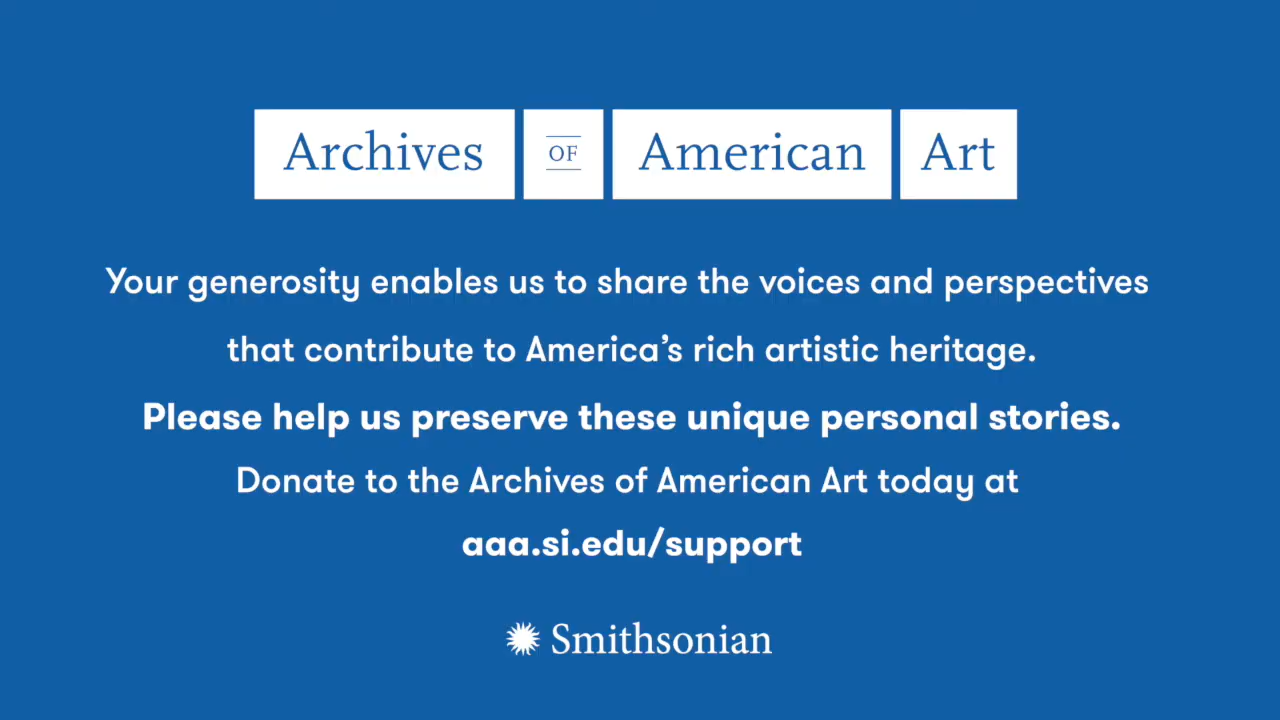 Archives OF American Art
Your generosity enables us to share the voices and perspectives
that contribute to America’s rich artistic heritage.
Please help us preserve these unique personal stories.
Donate to the Archives of American Art today at
aaa.si.edu/support
Smithsonian